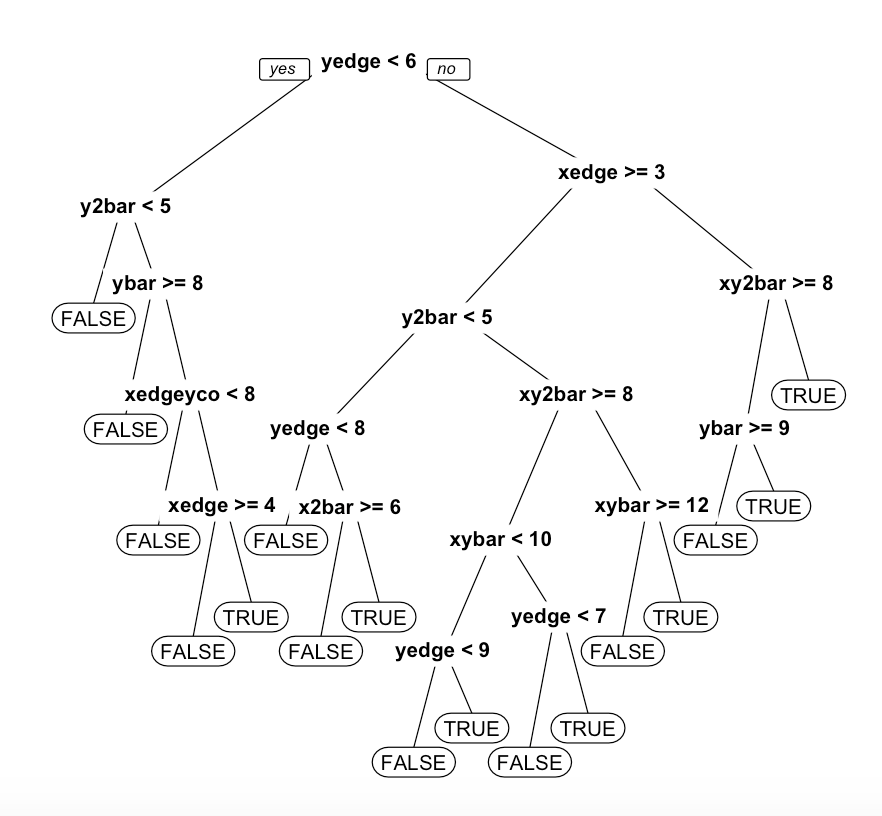 yes
yedge < 6
no
xedge >= 3
y2bar < 5
ybar >= 8
xy2bar >= 8
FALSE
y2bar < 5
xedgeyco < 8
xy2bar >= 8
TRUE
FALSE
yedge < 8
ybar >= 9
xedge >= 4
x2bar >= 6
xybar >= 12
TRUE
FALSE
FALSE
xybar < 10
FALSE
TRUE
TRUE
yedge < 7
TRUE
FALSE
FALSE
yedge < 9
FALSE
TRUE
TRUE
FALSE
FALSE